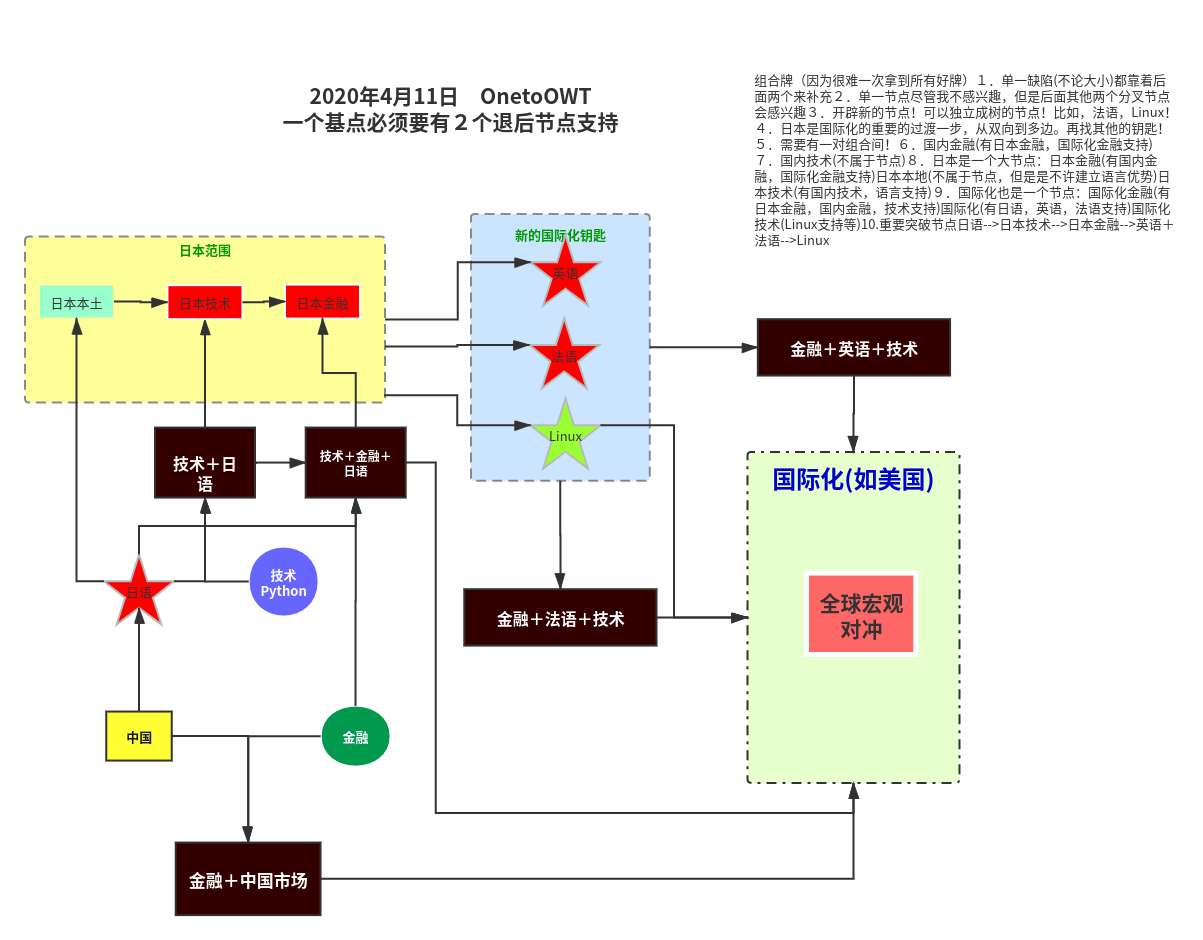 2020年4月11日　OnetoOWT
一个基点必须要有２个退后节点支持
组合牌（因为很难一次拿到所有好牌）１．单一缺陷(不论大小)都靠着后
面两个来补充２．单一节点尽管我不感兴趣，但是后面其他两个分叉节点
会感兴趣３．开辟新的节点！可以独立成树的节点！比如，法语，Linux！
４．日本是国际化的重要的过渡一步，从双向到多边。再找其他的钥匙！
５．需要有一对组合间！６．国内金融(有日本金融，国际化金融支持)
７．国内技术(不属于节点)８．日本是一个大节点：日本金融(有国内金
融，国际化金融支持)日本本地(不属于节点，但是是不许建立语言优势)日
本技术(有国内技术，语言支持)９．国际化也是一个节点：国际化金融(有
日本金融，国内金融，技术支持)国际化(有日语，英语，法语支持)国际化
技术(Linux支持等)10.重要突破节点日语-->日本技术-->日本金融-->英语＋
法语-->Linux
日本范围
日本本土
日本技术
日本金融
新的国际化钥匙
英语
法语
Linux
金融＋英语＋技术
技术＋日
语
技术＋金融＋
日语
国际化(如美国)
全球宏观
对冲
日语
技术
Python
金融＋法语＋技术
中国
金融
金融＋中国市场